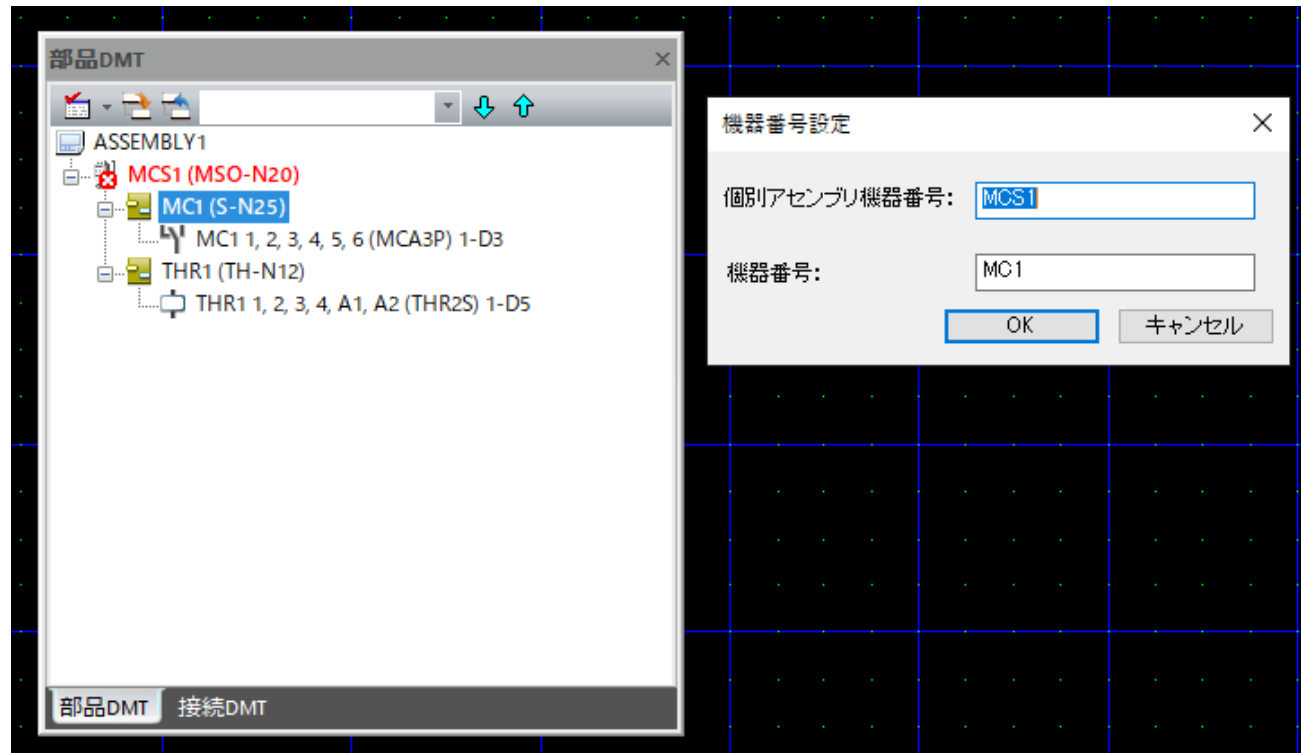 部品DMT
ASSEMBLY1
MCS1 (MSO-N20)
MC1 (S-N25)
MC1 1, 2, 3, 4, 5, 6 (MCA3P) 1-D3
THR1 (TH-N12)
THR1 1, 2, 3, 4, A1, A2 (THR2S) 1-D5
部品DMT 接続DMT
機器番号設定
個別アセンブリ機器番号: MCS1
機器番号: MC1
OK キャンセル